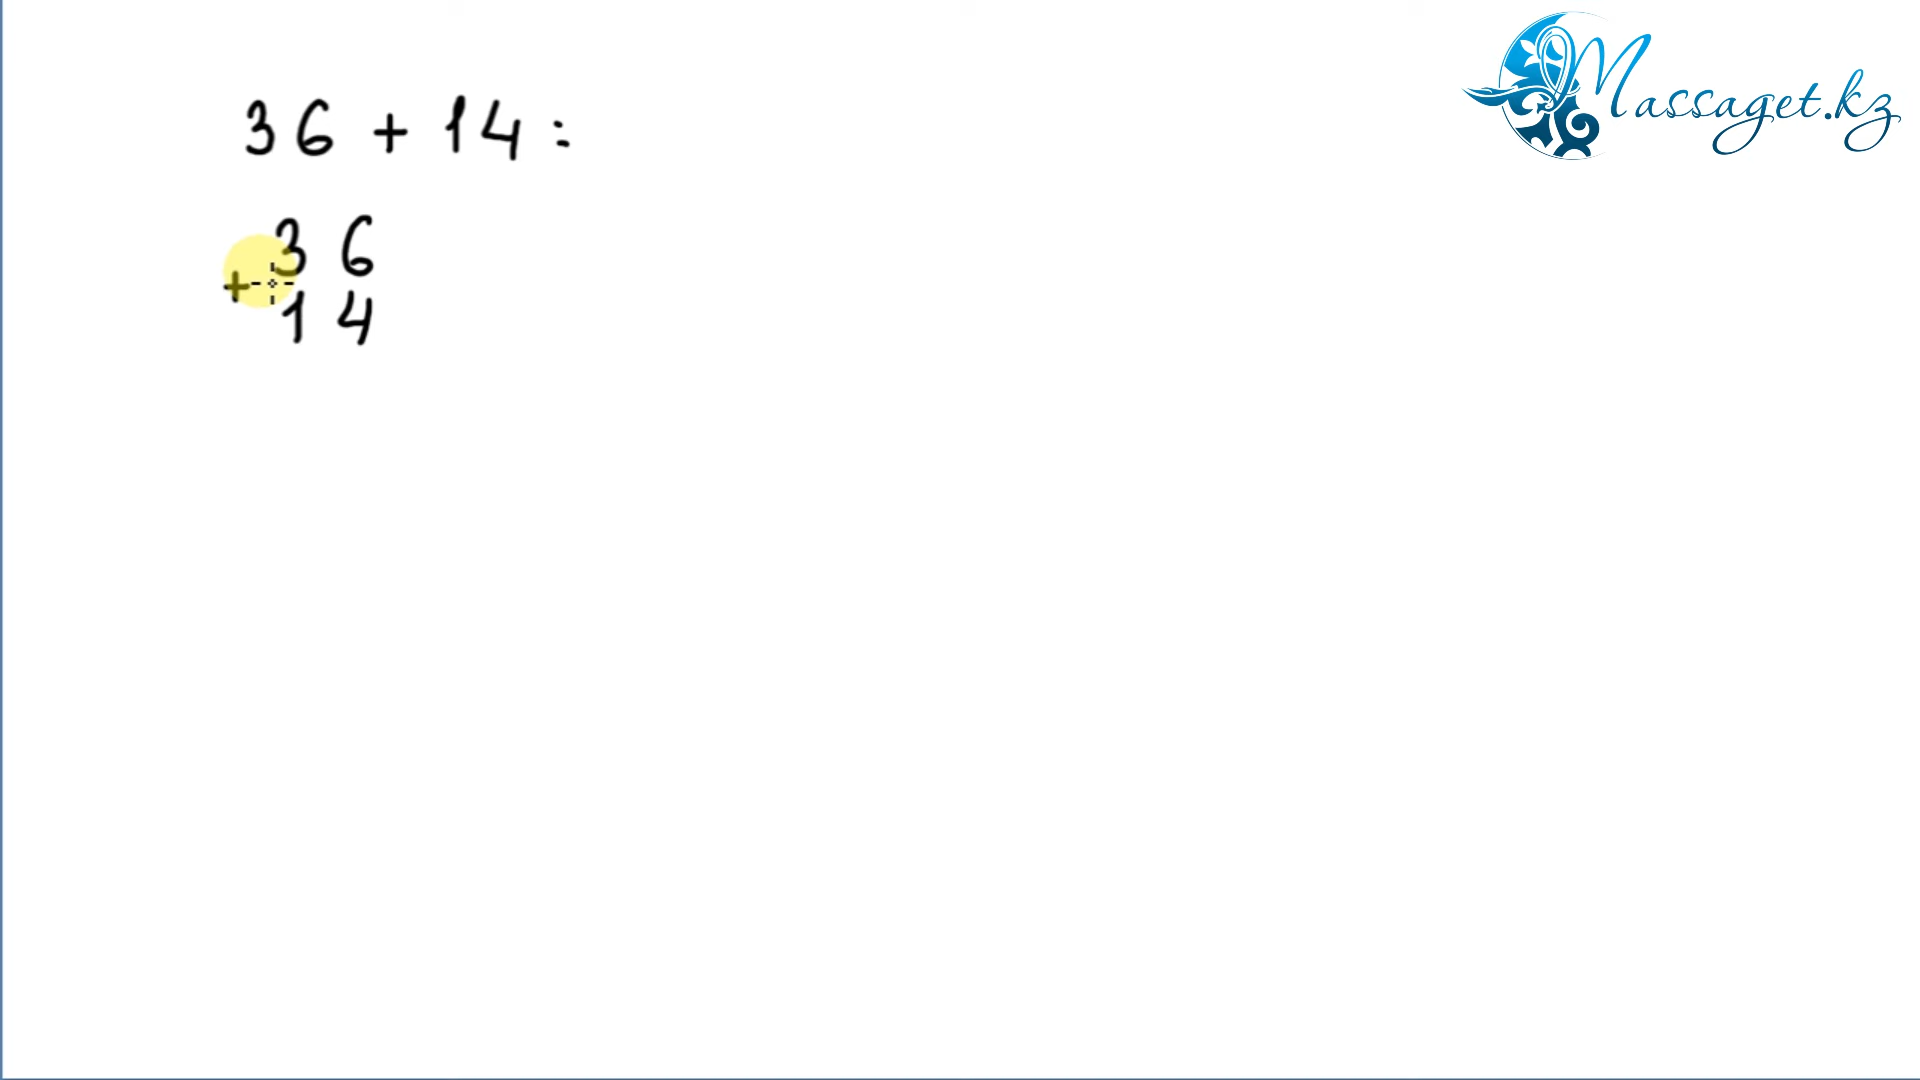 36 + 14 =
Massaget.kz
36
+
14